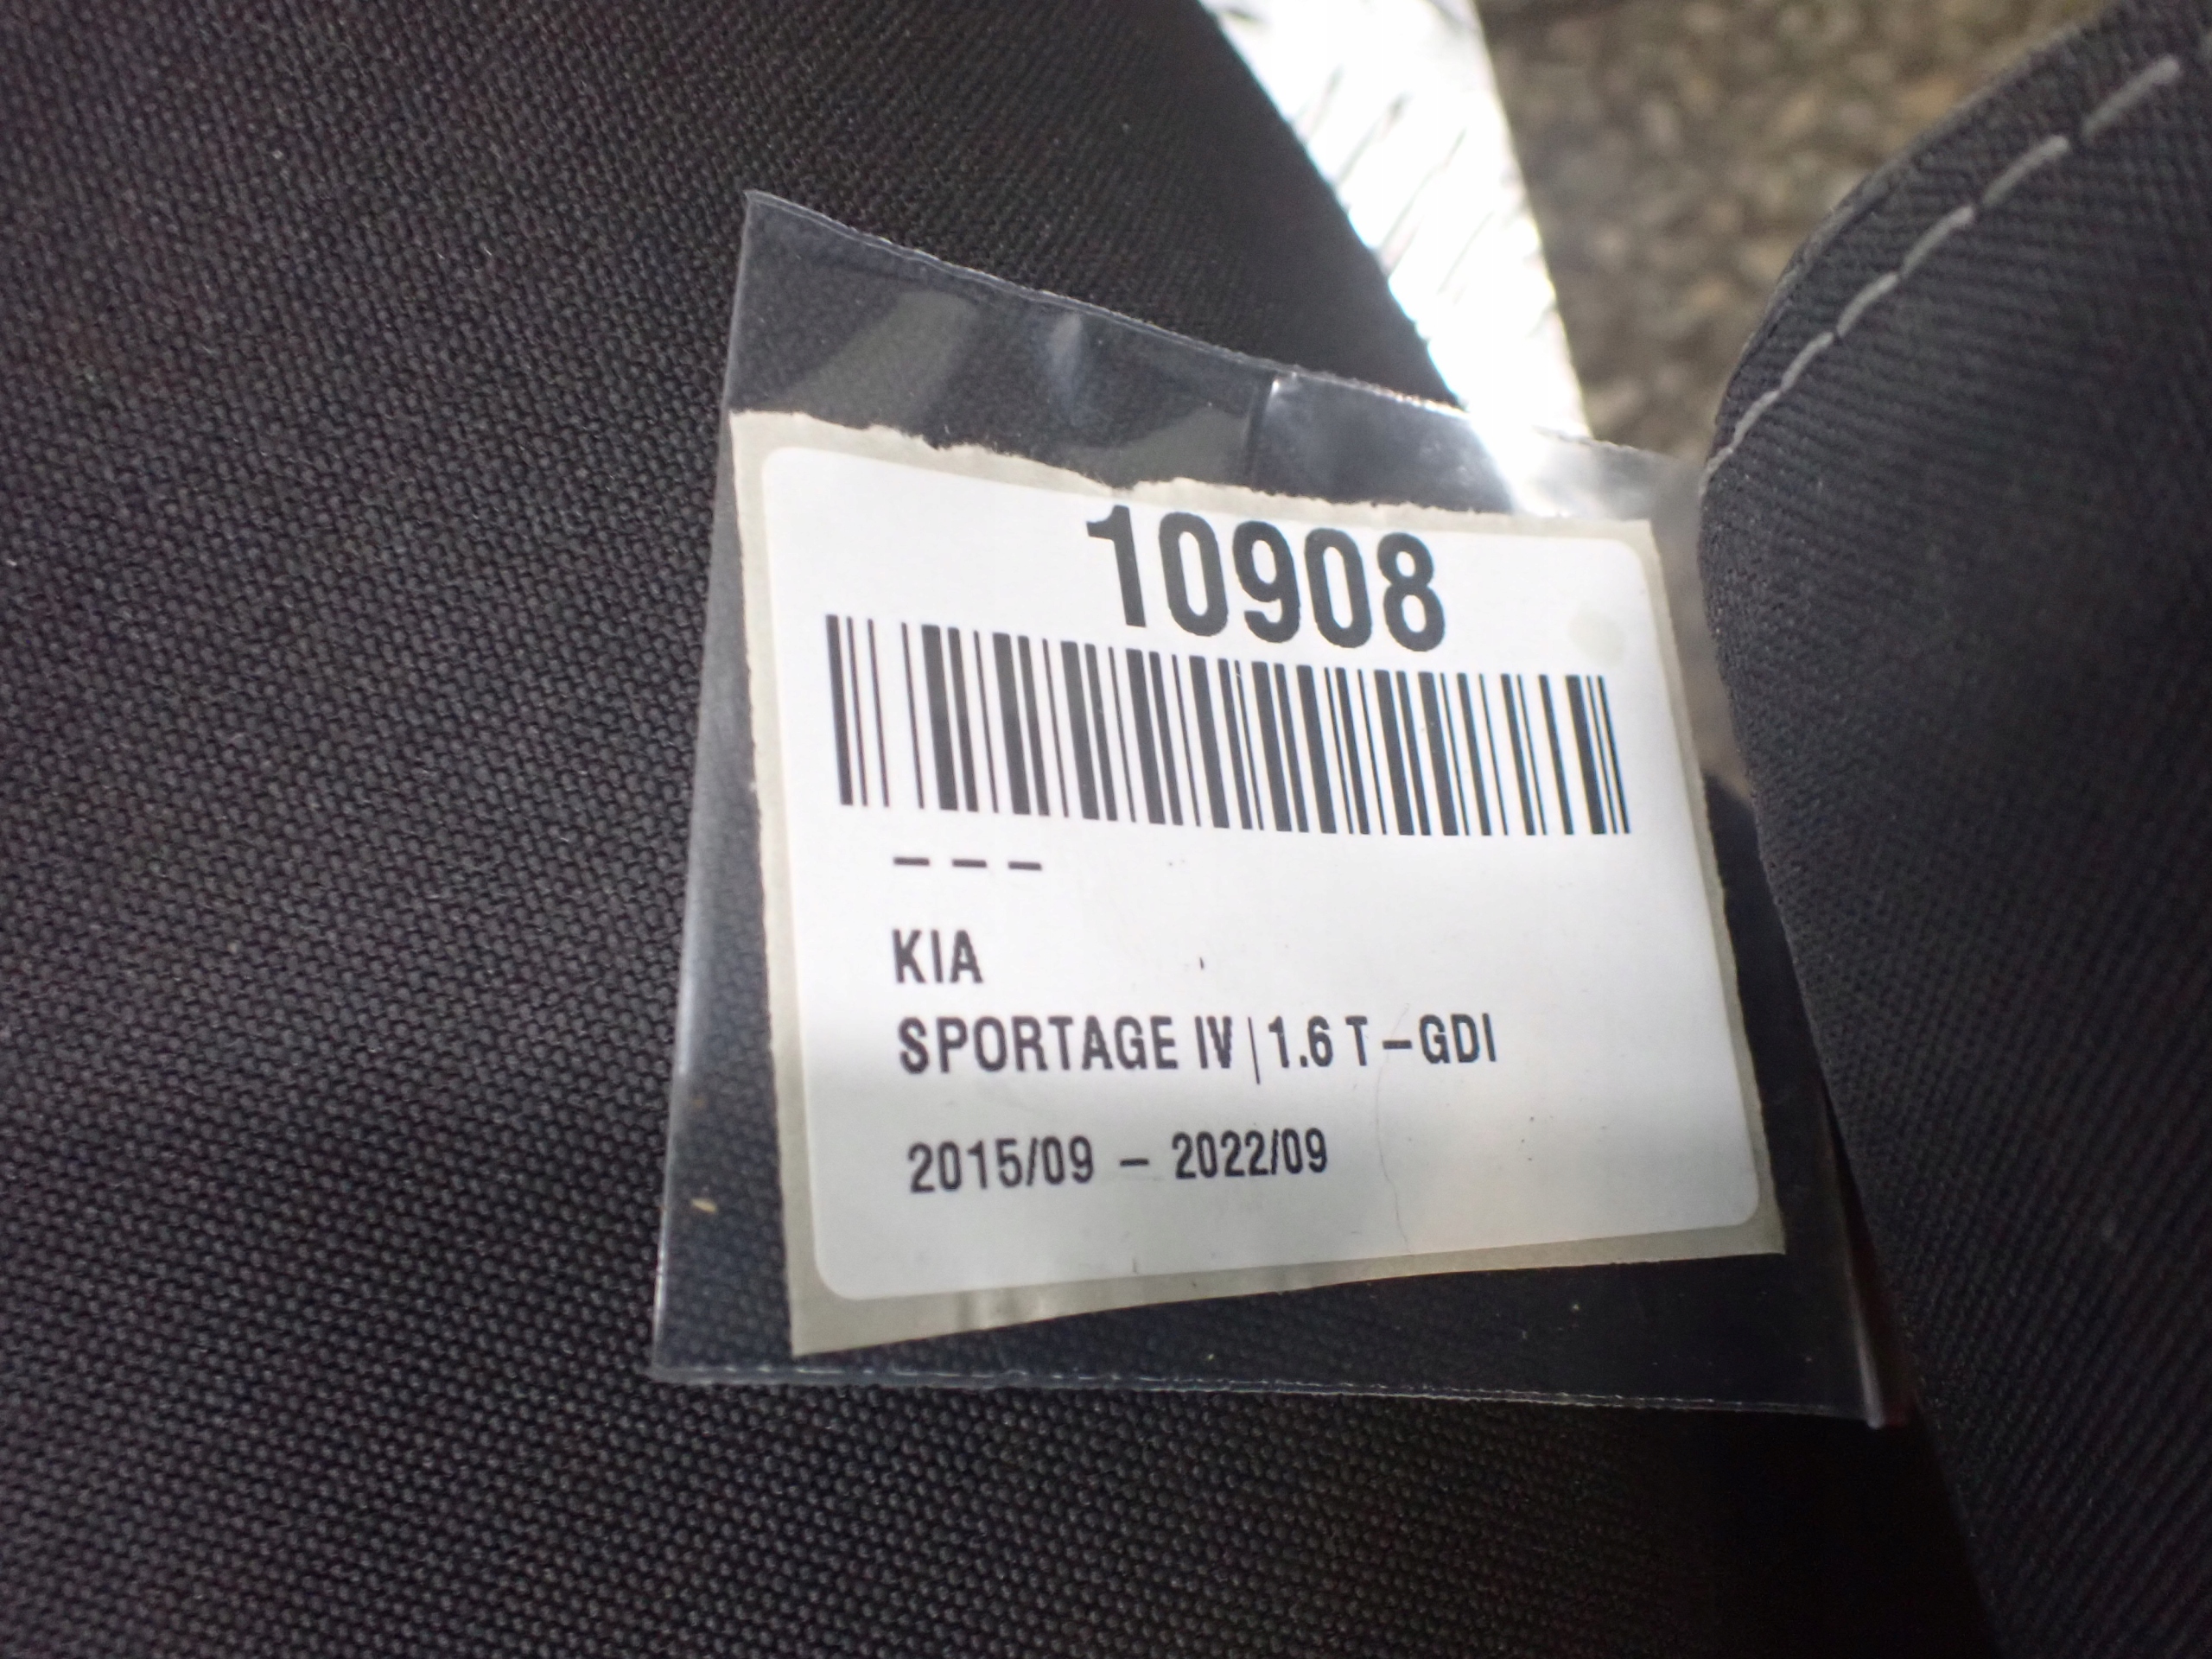 10908
– – –
KIA
SPORTAGE IV | 1.6 T-GDI
2015/09 – 2022/09